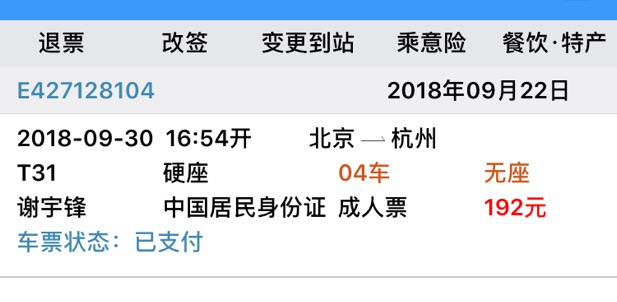 退票 改签 变更到站 乘意险 餐饮·特产
E427128104 2018年09月22日
2018-09-30 16:54开 北京 — 杭州
T31 硬座 04车 无座
谢宇锋 中国居民身份证 成人票 192元
车票状态：已支付